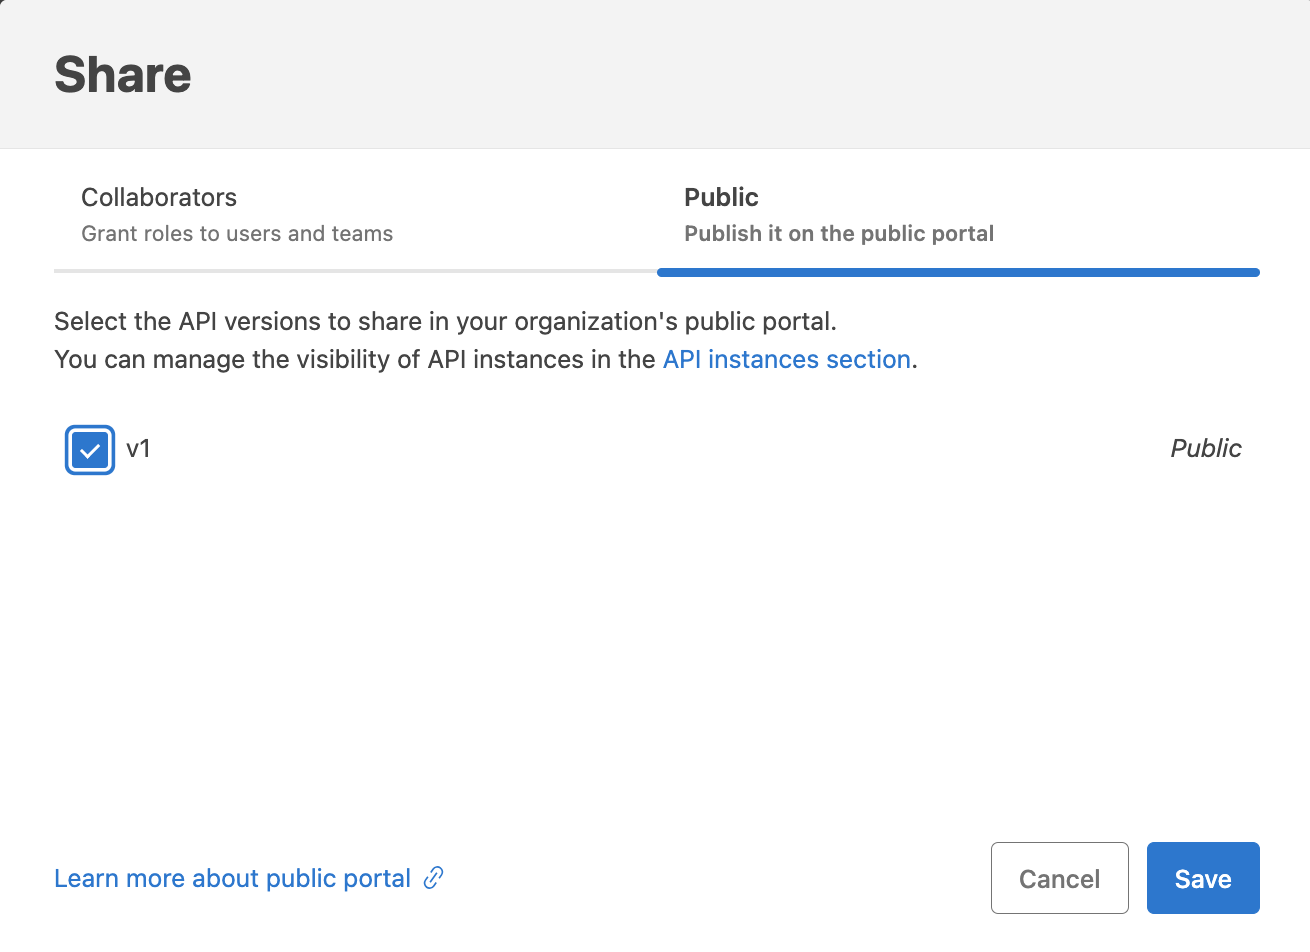 Share
Collaborators
Grant roles to users and teams
Public
Publish it on the public portal
Select the API versions to share in your organization's public portal.
You can manage the visibility of API instances in the API instances section.
v1
Public
Learn more about public portal
Cancel
Save